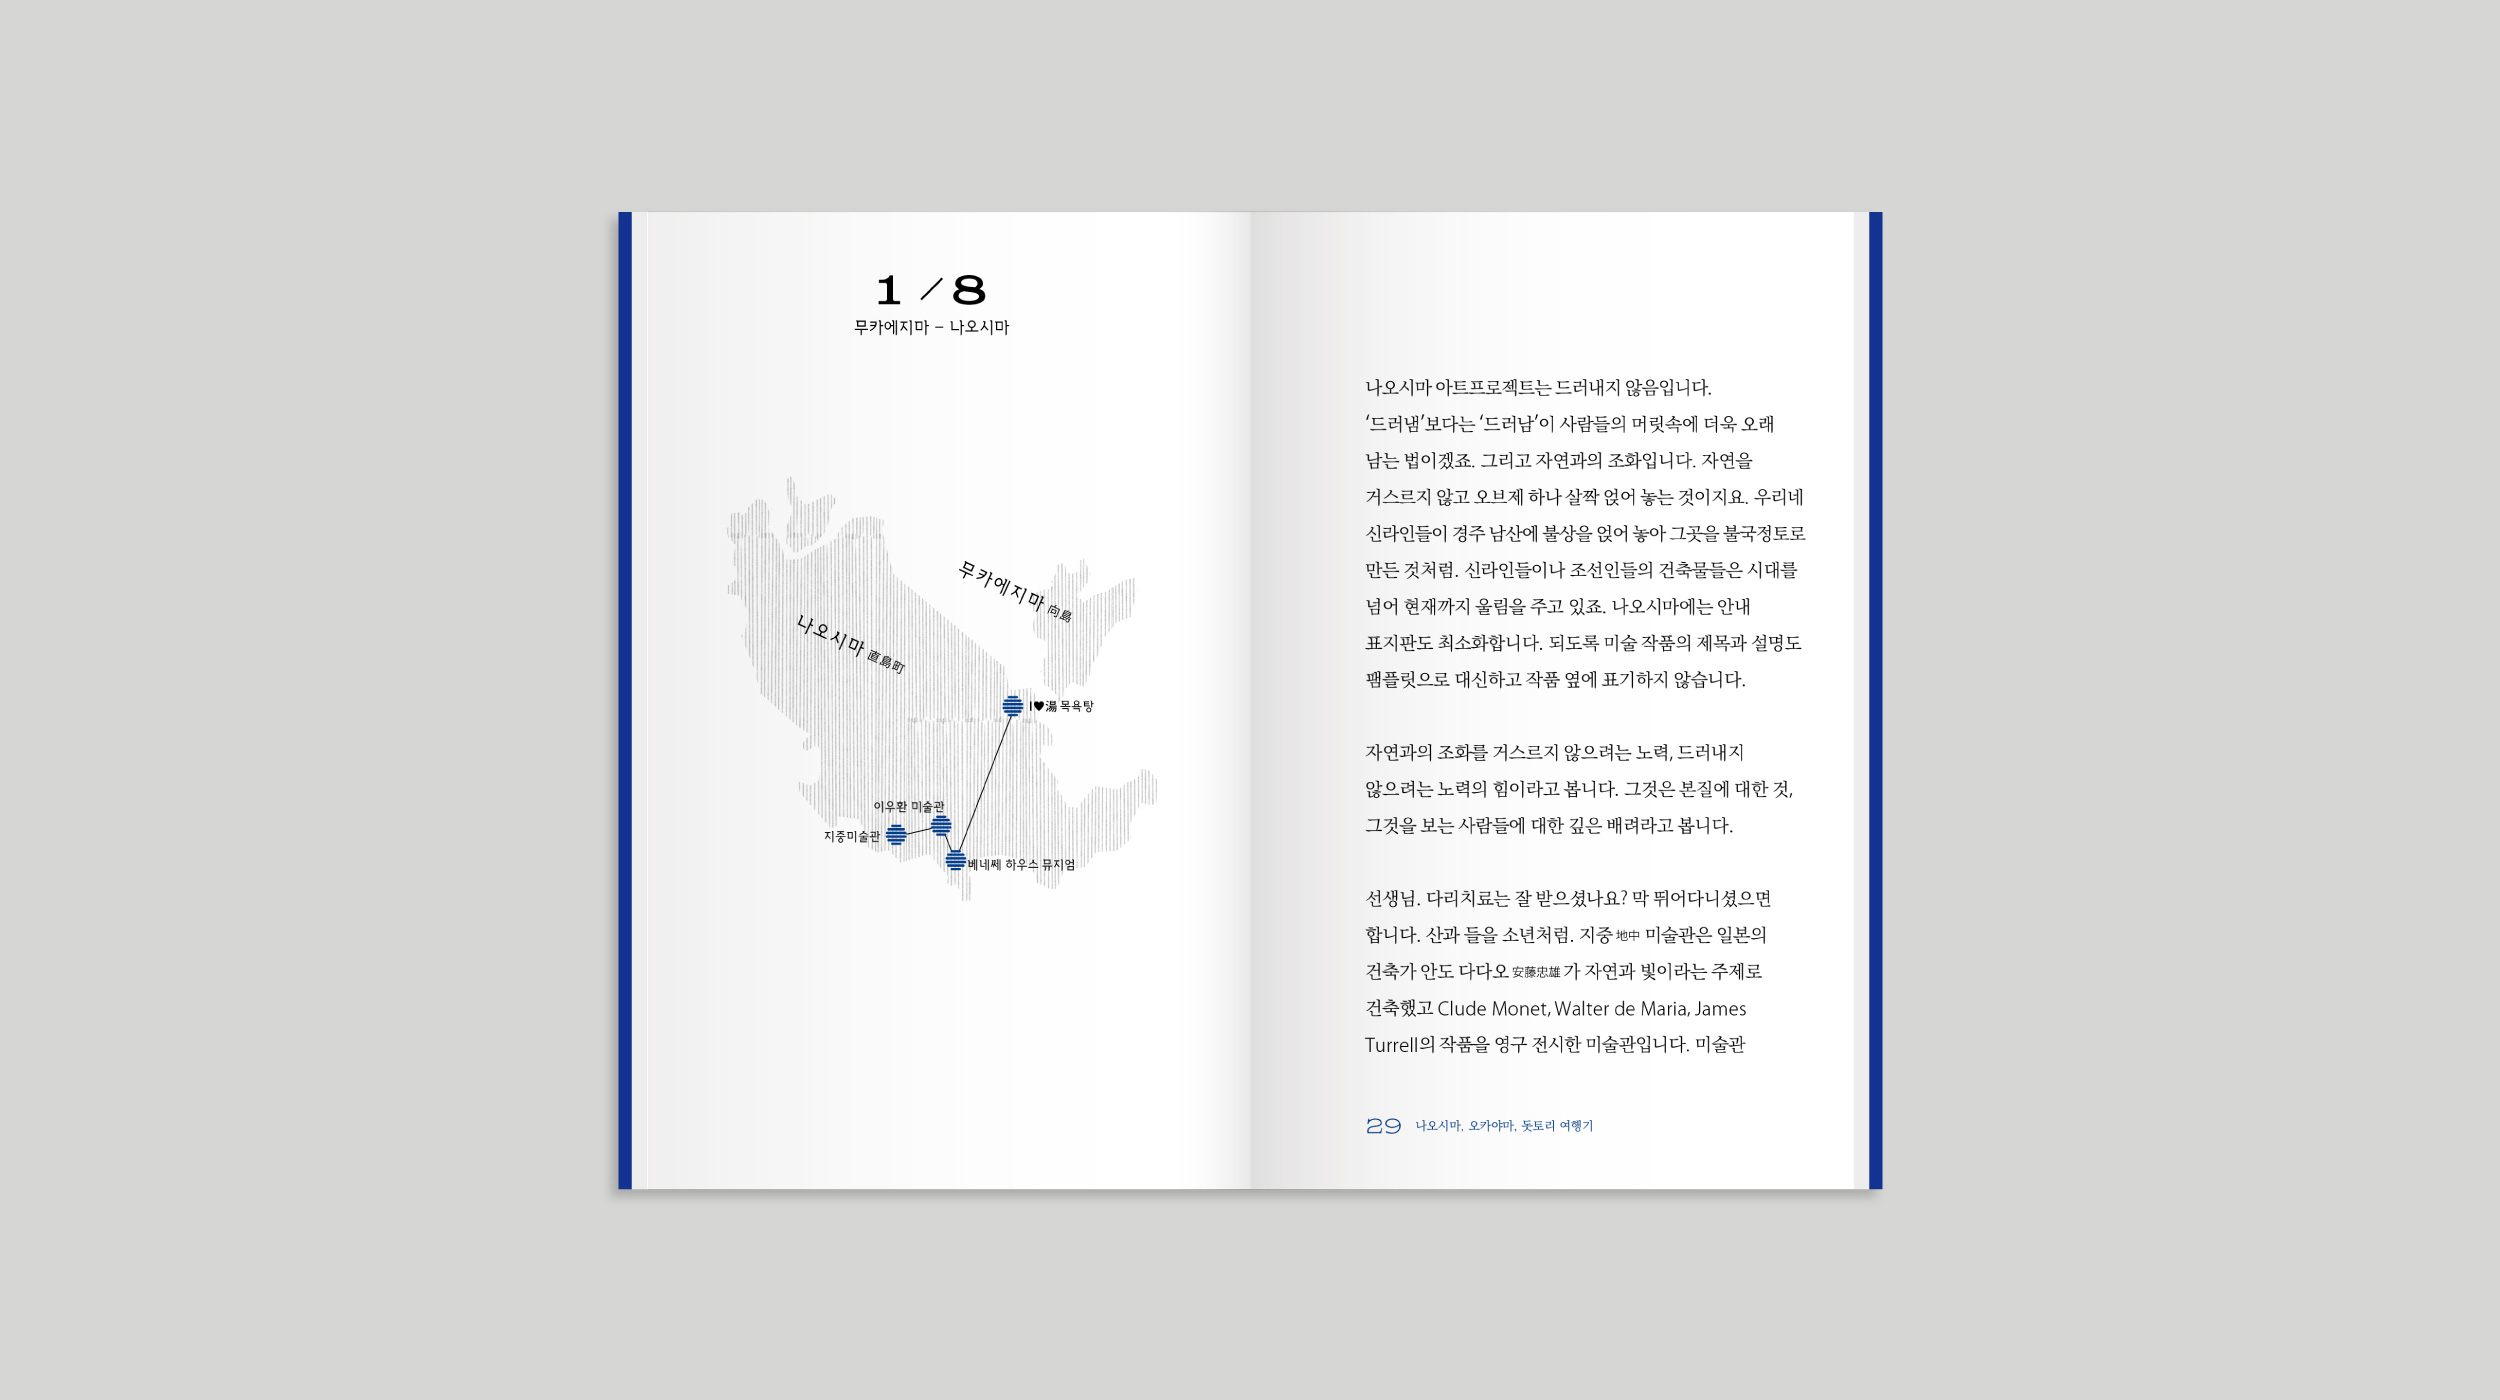 1 / 8
무카에지마 – 나오시마
무카에지마 向島
나오시마 直島町
I♥湯 목욕탕
이우환 미술관
지중미술관
베네쎄 하우스 뮤지엄
나오시마 아트프로젝트는 드러내지 않음입니다.
‘드러냄’보다는 ‘드러남’이 사람들의 머릿속에 더욱 오래
남는 법이겠죠. 그리고 자연과의 조화입니다. 자연을
거스르지 않고 오브제 하나 살짝 얹어 놓는 것이지요. 우리네
신라인들이 경주 남산에 불상을 얹어 놓아 그곳을 불국정토로
만든 것처럼. 신라인들이나 조선인들의 건축물들은 시대를
넘어 현재까지 울림을 주고 있죠. 나오시마에는 안내
표지판도 최소화합니다. 되도록 미술 작품의 제목과 설명도
팸플릿으로 대신하고 작품 옆에 표기하지 않습니다.
자연과의 조화를 거스르지 않으려는 노력, 드러내지
않으려는 노력의 힘이라고 봅니다. 그것은 본질에 대한 것,
그것을 보는 사람들에 대한 깊은 배려라고 봅니다.
선생님. 다리치료는 잘 받으셨나요? 막 뛰어다니셨으면
합니다. 산과 들을 소년처럼. 지중 地中 미술관은 일본의
건축가 안도 다다오 安藤忠雄 가 자연과 빛이라는 주제로
건축했고 Clude Monet, Walter de Maria, James
Turrell의 작품을 영구 전시한 미술관입니다. 미술관
29 나오시마, 오카야마, 돗토리 여행기